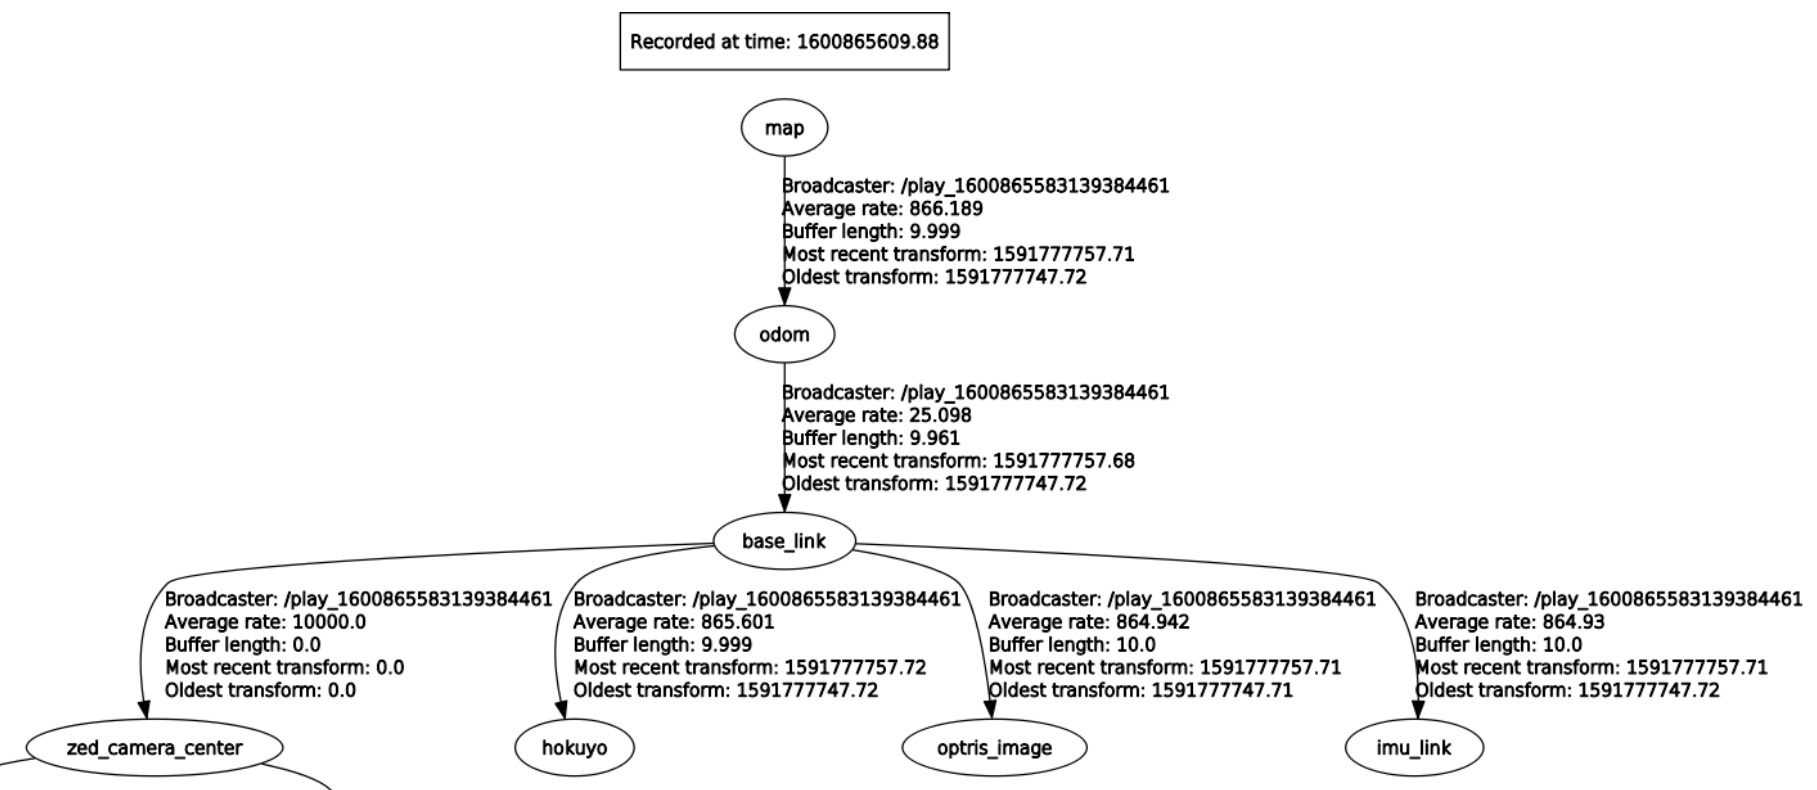 Recorded at time: 1600865609.88
map
Broadcaster: /play_1600865583139384461
Average rate: 866.189
Buffer length: 9.999
Most recent transform: 1591777757.71
Oldest transform: 1591777747.72
odom
Broadcaster: /play_1600865583139384461
Average rate: 25.098
Buffer length: 9.961
Most recent transform: 1591777757.68
Oldest transform: 1591777747.72
base_link
Broadcaster: /play_1600865583139384461
Average rate: 10000.0
Buffer length: 0.0
Most recent transform: 0.0
Oldest transform: 0.0
Broadcaster: /play_1600865583139384461
Average rate: 865.601
Buffer length: 9.999
Most recent transform: 1591777757.72
Oldest transform: 1591777747.72
Broadcaster: /play_1600865583139384461
Average rate: 864.942
Buffer length: 10.0
Most recent transform: 1591777757.71
Oldest transform: 1591777747.71
Broadcaster: /play_1600865583139384461
Average rate: 864.93
Buffer length: 10.0
Most recent transform: 1591777757.71
Oldest transform: 1591777747.72
zed_camera_center
hokuyo
optris_image
imu_link